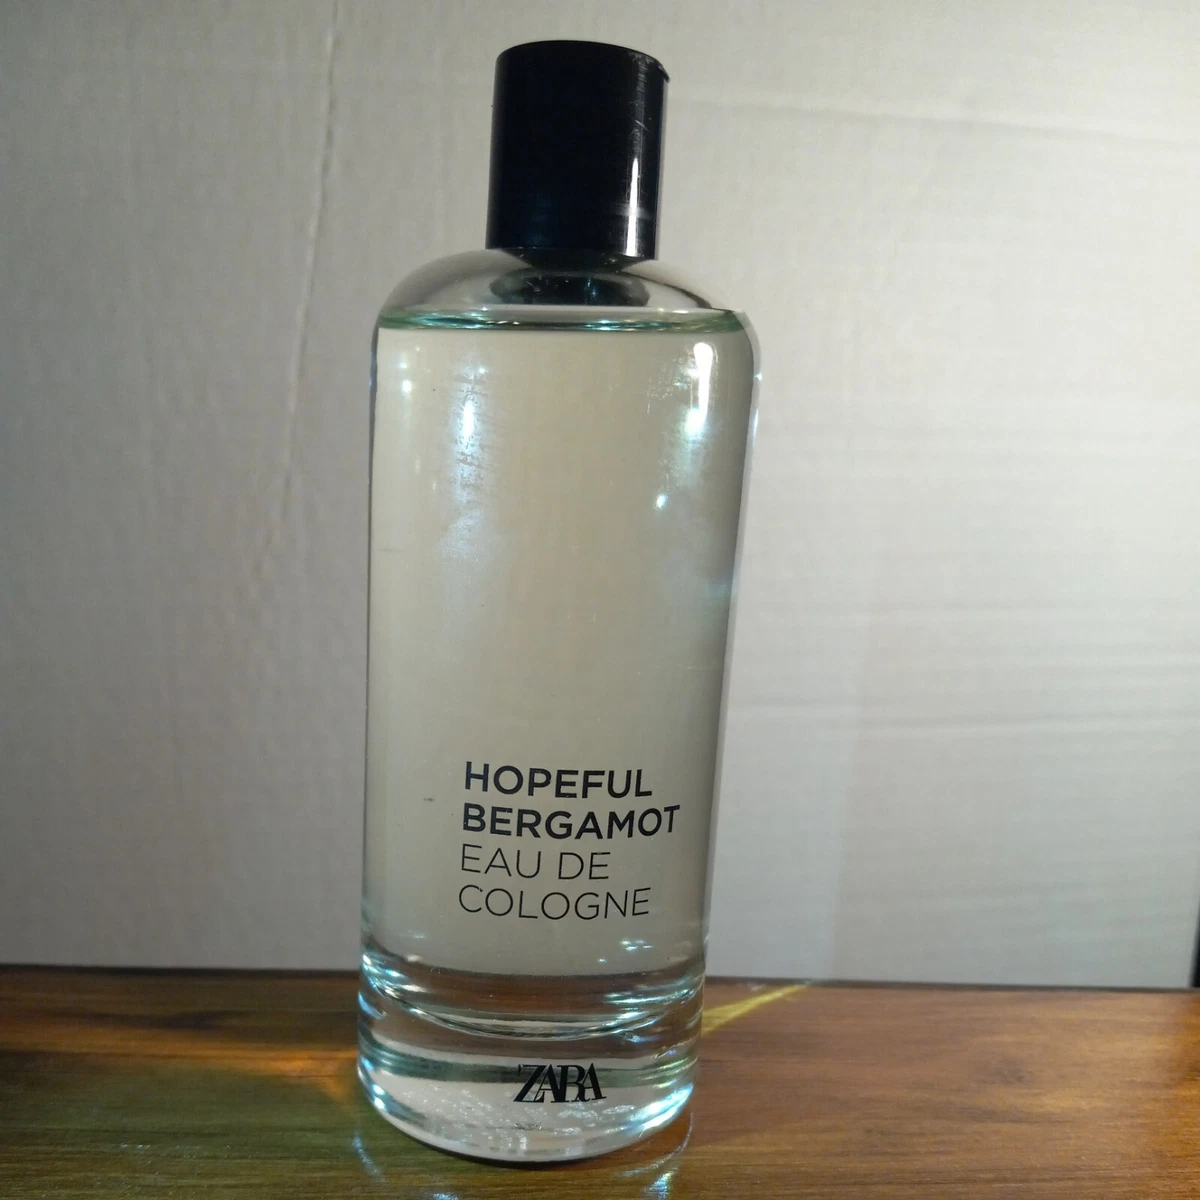 HOPEFUL
BERGAMOT
EAU DE
COLOGNE
ZARA